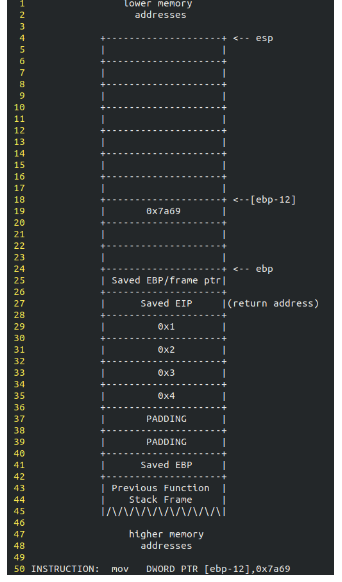 1 lower memory
2 addresses
3
4 +---------------------+ <-- esp
5 | |
6 +---------------------+
7 | |
8 +---------------------+
9 | |
10 +---------------------+
11 | |
12 +---------------------+
13 | |
14 +---------------------+
15 | |
16 +---------------------+
17 | |
18 +---------------------+ <--[ebp-12]
19 | 0x7a69 |
20 +---------------------+
21 | |
22 +---------------------+
23 | |
24 +---------------------+ <-- ebp
25 | Saved EBP/frame ptr|
26 +---------------------+
27 | Saved EIP |(return address)
28 +---------------------+
29 | 0x1 |
30 +---------------------+
31 | 0x2 |
32 +---------------------+
33 | 0x3 |
34 +---------------------+
35 | 0x4 |
36 +---------------------+
37 | PADDING |
38 +---------------------+
39 | PADDING |
40 +---------------------+
41 | Saved EBP |
42 +---------------------+
43 | Previous Function |
44 | Stack Frame |
45 |/\/\/\/\/\/\/\/\/\/\|
46
47 higher memory
48 addresses
49
50 INSTRUCTION: mov DWORD PTR [ebp-12],0x7a69